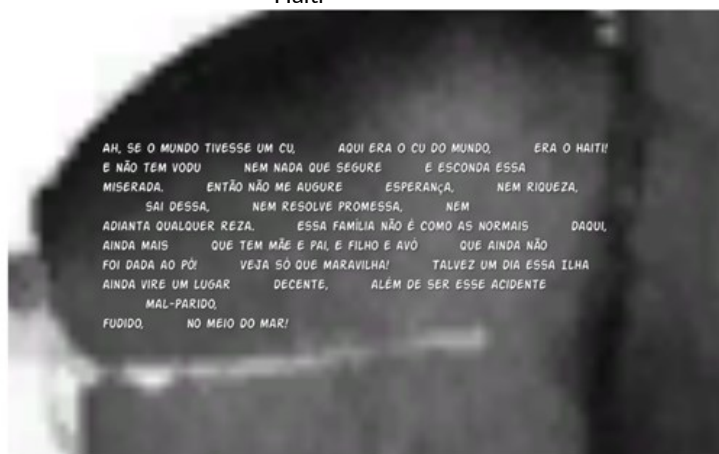 Haiti
AH, SE O MUNDO TIVESSE UM CU, AQUI ERA O CU DO MUNDO, ERA O HAITI!
E NÃO TEM VODU NEM NADA QUE SEGURE E ESCONDA ESSA
MISERADA. ENTÃO NÃO ME AUGURE ESPERANÇA, NEM RIQUEZA,
SAI DESSA, NEM RESOLVE PROMESSA, NEM
ADIANTA QUALQUER REZA. ESSA FAMÍLIA NÃO É COMO AS NORMAIS DAQUI,
AINDA MAIS QUE TEM MÃE E PAI, E FILHO E AVÓ QUE AINDA NÃO
FOI DADA AO PÓ! VEJA SÓ QUE MARAVILHA! TALVEZ UM DIA ESSA ILHA
AINDA VIRE UM LUGAR DECENTE, ALÉM DE SER ESSE ACIDENTE
MAL-PARIDO,
FUDIDO, NO MEIO DO MAR!